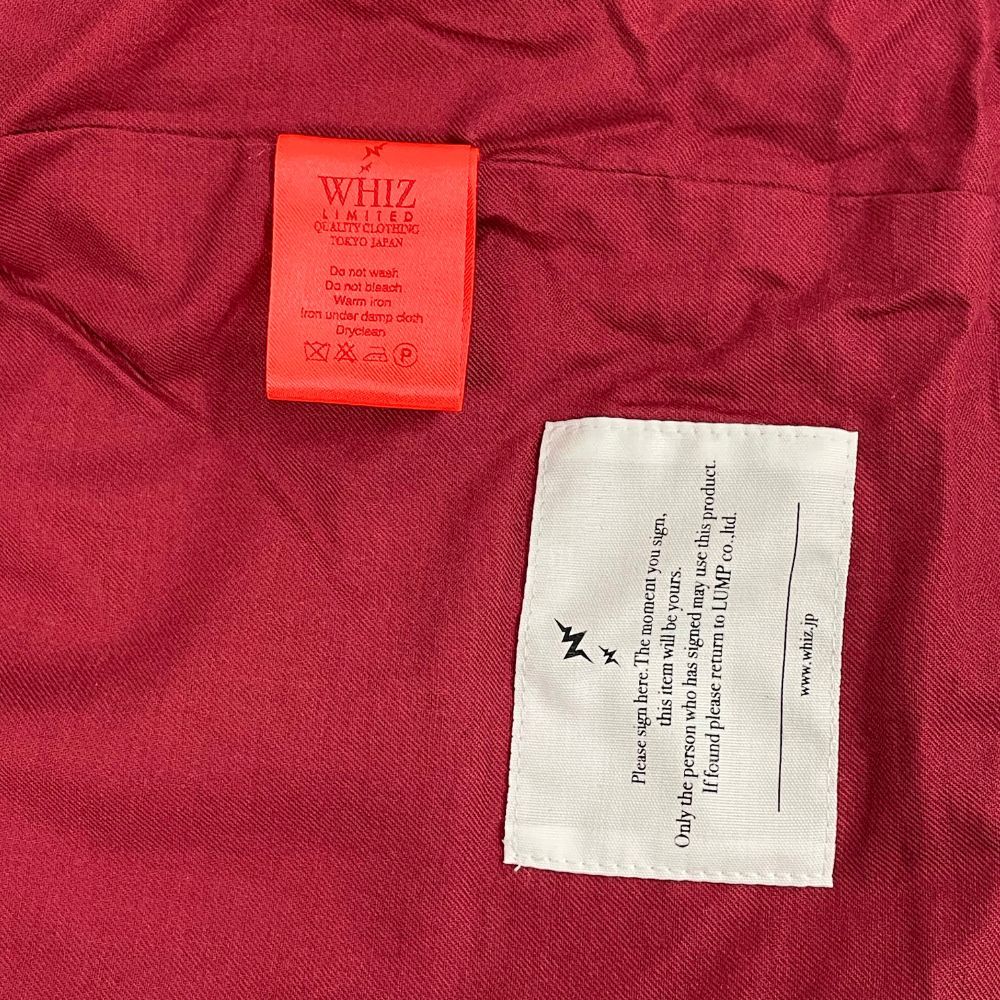 WHIZ
LIMITED
QUALITY CLOTHING
TOKYO JAPAN
Do not wash
Do not bleach
Warm iron
Iron under damp cloth
Dryclean
P
Please sign here. The moment you sign,
this item will be yours.
Only the person who has signed may use this product.
If found please return to LUMP co.,ltd.
www.whiz.jp